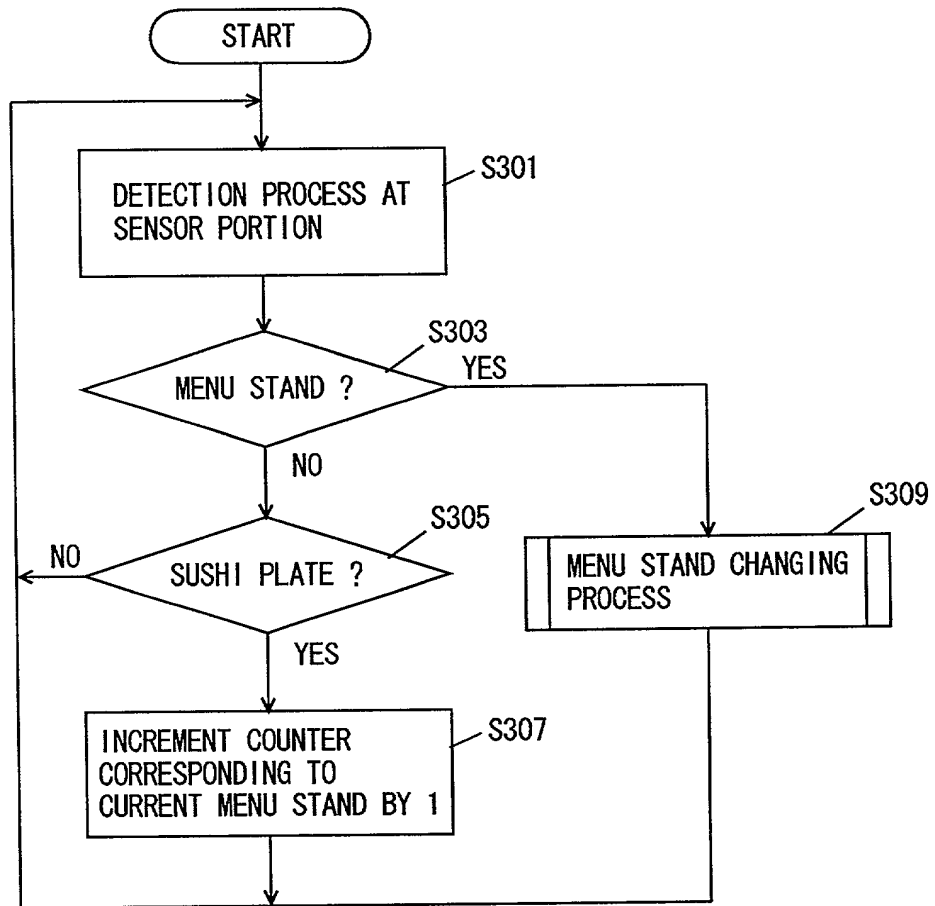 START
S301
DETECTION PROCESS AT
SENSOR PORTION
S303
MENU STAND ?
YES
NO
S305
NO
SUSHI PLATE ?
S309
MENU STAND CHANGING
PROCESS
YES
S307
INCREMENT COUNTER
CORRESPONDING TO
CURRENT MENU STAND BY 1